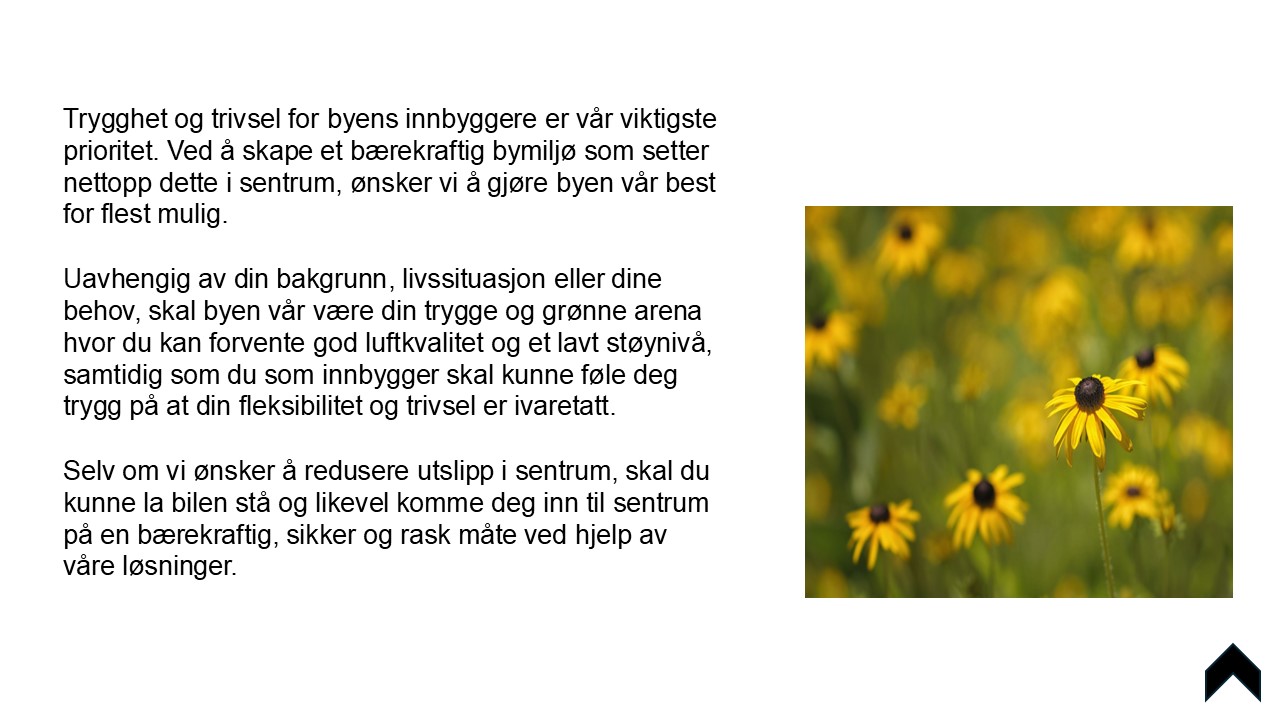 Trygghet og trivsel for byens innbyggere er vår viktigste
prioritet. Ved å skape et bærekraftig bymiljø som setter
nettopp dette i sentrum, ønsker vi å gjøre byen vår best
for flest mulig.
Uavhengig av din bakgrunn, livssituasjon eller dine
behov, skal byen vår være din trygge og grønne arena
hvor du kan forvente god luftkvalitet og et lavt støynivå,
samtidig som du som innbygger skal kunne føle deg
trygg på at din fleksibilitet og trivsel er ivaretatt.
Selv om vi ønsker å redusere utslipp i sentrum, skal du
kunne la bilen stå og likevel komme deg inn til sentrum
på en bærekraftig, sikker og rask måte ved hjelp av
våre løsninger.